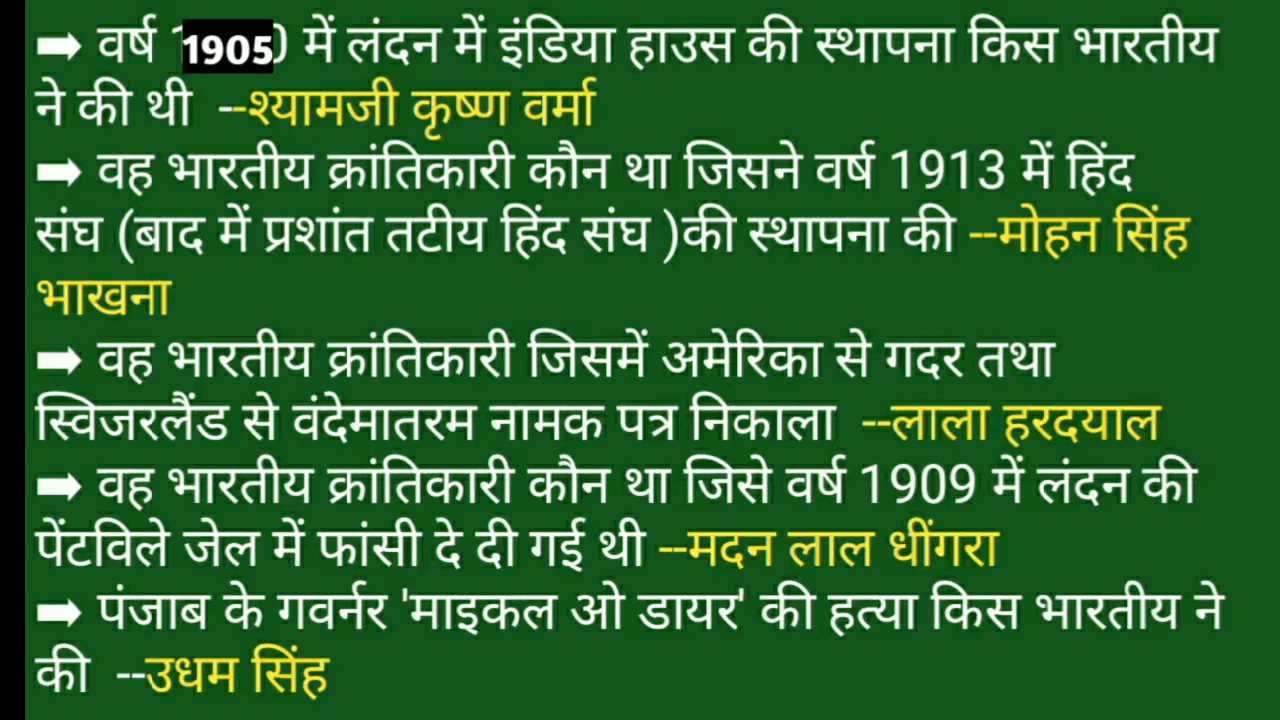 ➡ वर्ष 1905 में लंदन में इंडिया हाउस की स्थापना किस भारतीय
ने की थी --श्यामजी कृष्ण वर्मा
➡ वह भारतीय क्रांतिकारी कौन था जिसने वर्ष 1913 में हिंद
संघ (बाद में प्रशांत तटीय हिंद संघ )की स्थापना की --मोहन सिंह
भाखना
➡ वह भारतीय क्रांतिकारी जिसमें अमेरिका से गदर तथा
स्विजरलैंड से वंदेमातरम नामक पत्र निकाला --लाला हरदयाल
➡ वह भारतीय क्रांतिकारी कौन था जिसे वर्ष 1909 में लंदन की
पेंटविले जेल में फांसी दे दी गई थी --मदन लाल धींगरा
➡ पंजाब के गवर्नर 'माइकल ओ डायर' की हत्या किस भारतीय ने
की --उधम सिंह